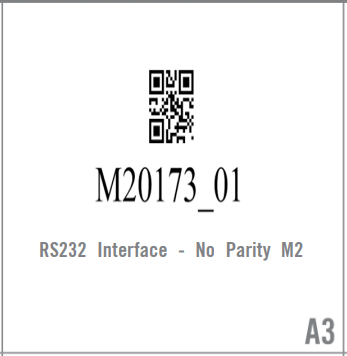 M20173_01
RS232 Interface - No Parity M2
A3